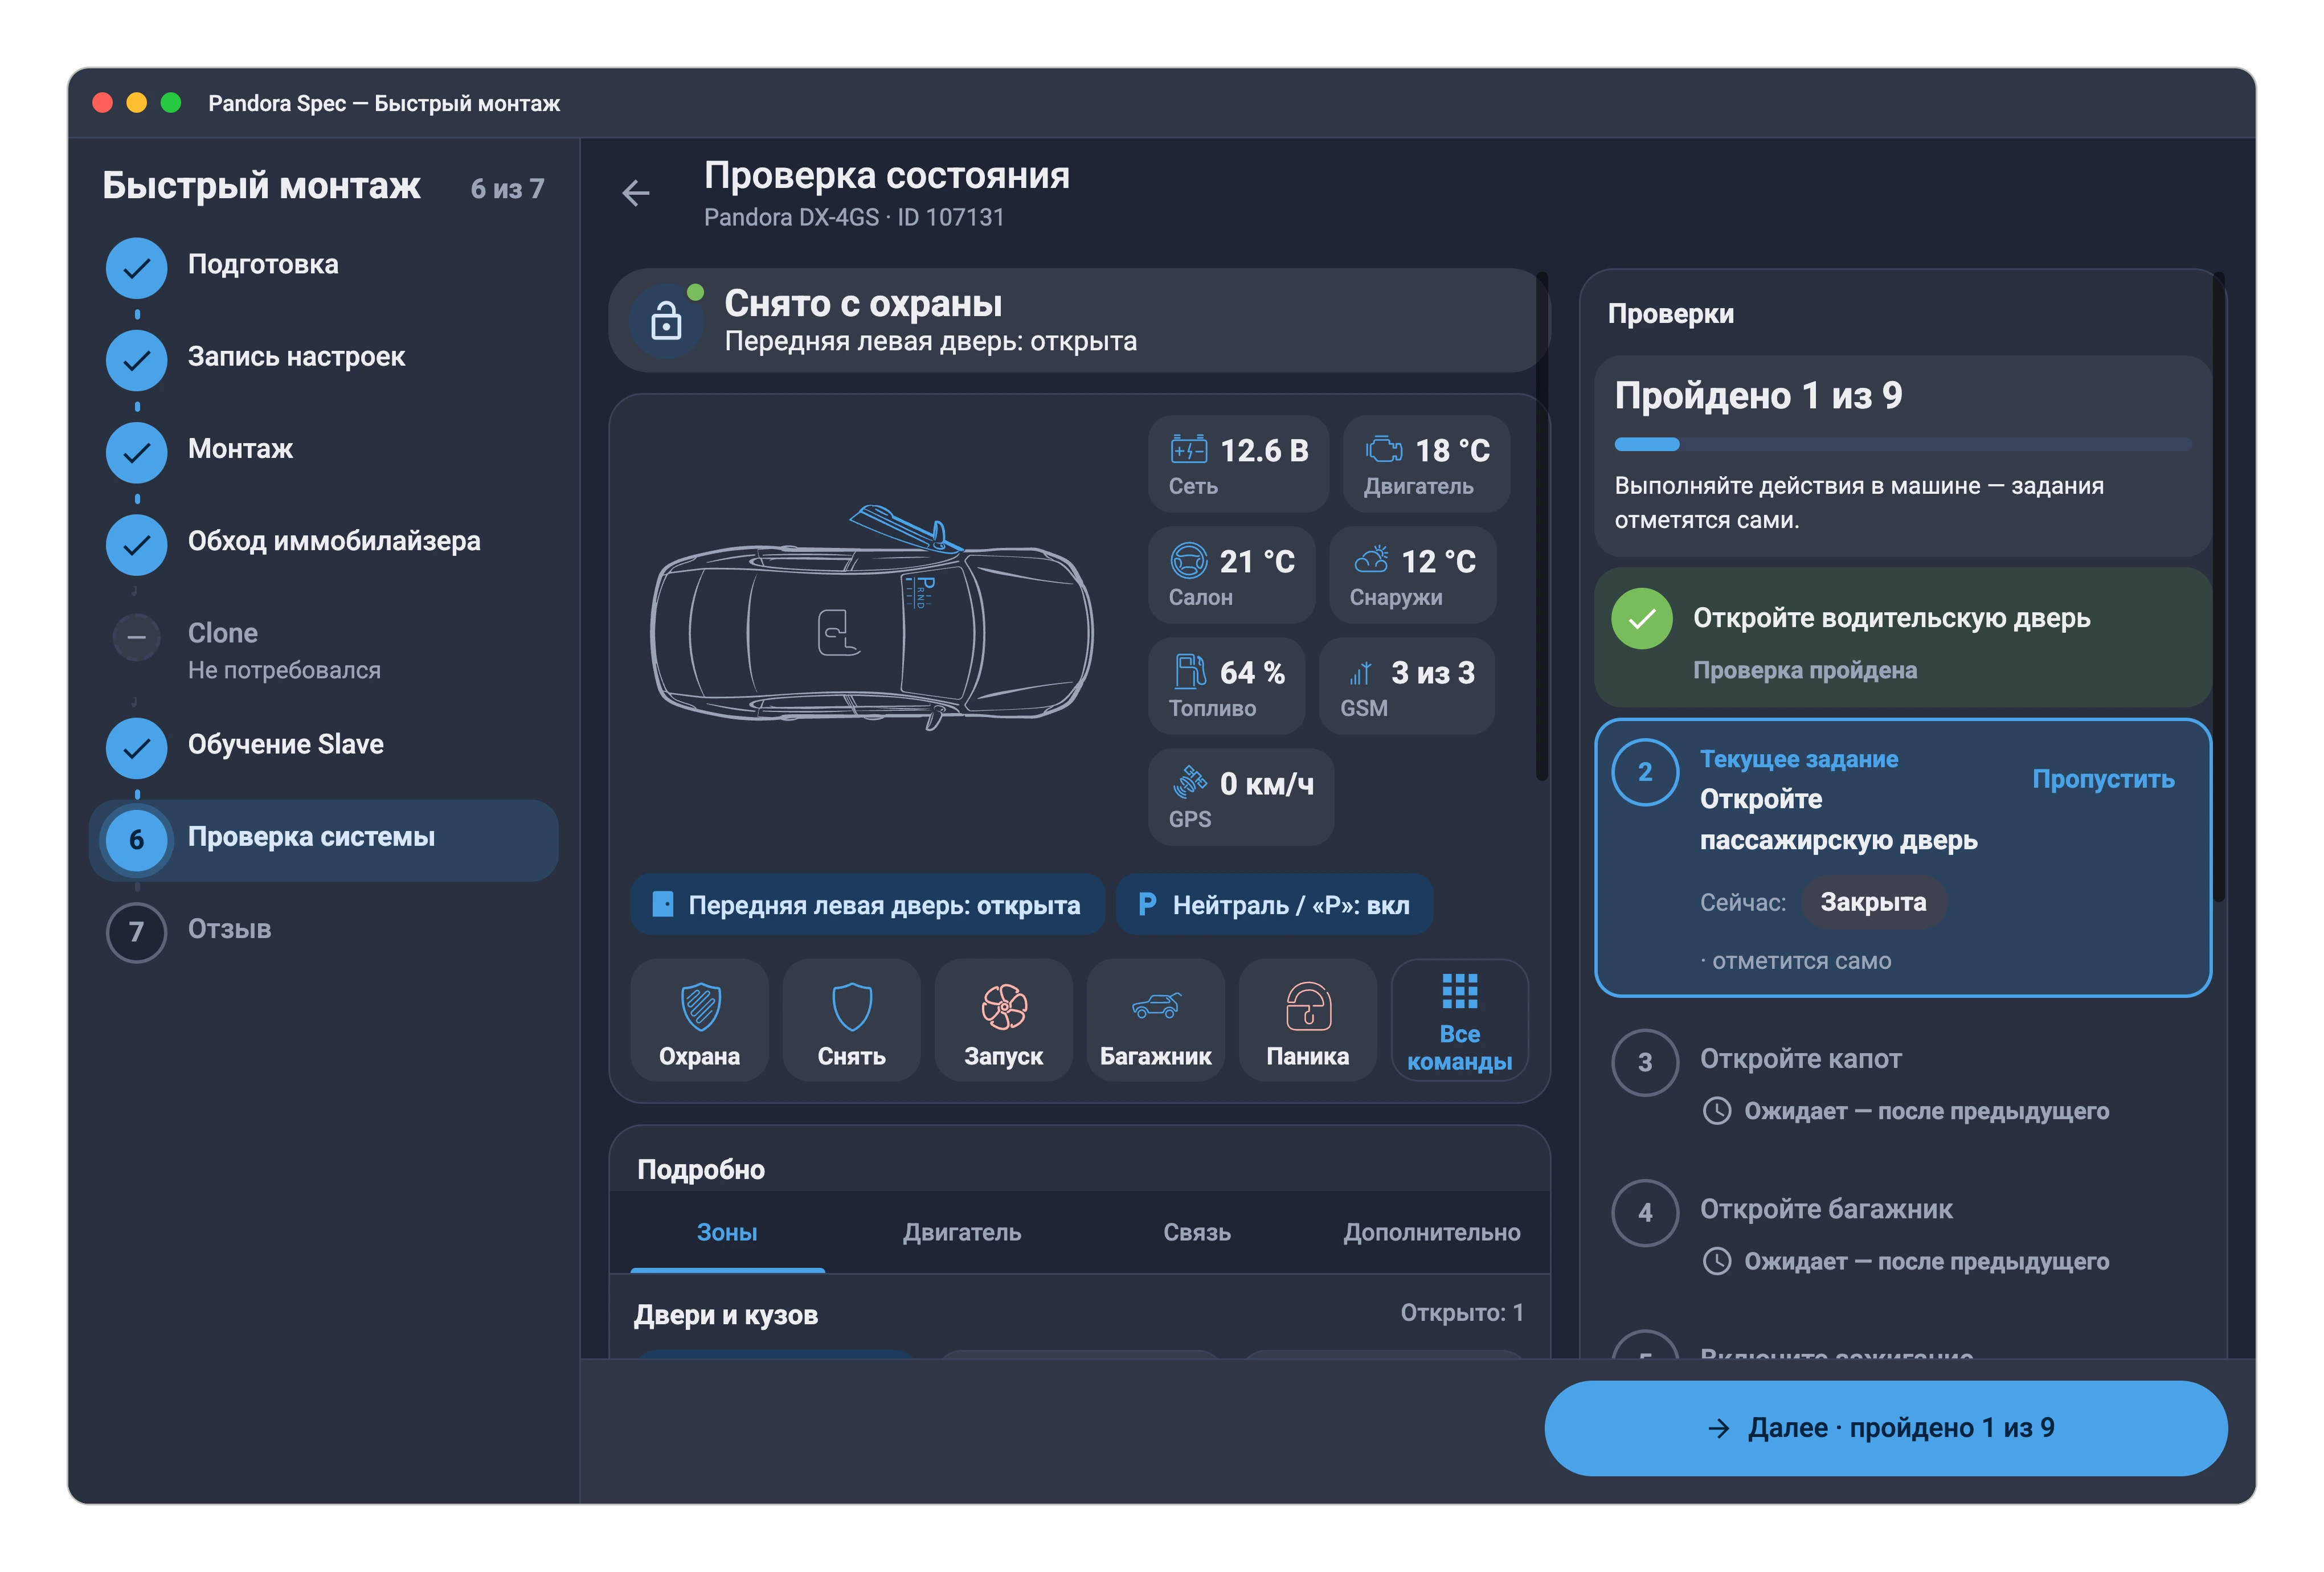 Pandora Spec — Быстрый монтаж
Быстрый монтаж
6 из 7
Подготовка
Запись настроек
Монтаж
Обход иммобилайзера
Clone
Не потребовался
Обучение Slave
6
Проверка системы
7
Отзыв
Проверка состояния
Pandora DX-4GS · ID 107131
Снято с охраны
Передняя левая дверь: открыта
P
RND
12.6 В
Сеть
18 °C
Двигатель
21 °C
Салон
12 °C
Снаружи
64 %
Топливо
3 из 3
GSM
0 км/ч
GPS
Передняя левая дверь: открыта
P Нейтраль / «P»: вкл
Охрана
Снять
Запуск
Багажник
Паника
Все
команды
Подробно
Зоны
Двигатель
Связь
Дополнительно
Двери и кузов
Открыто: 1
Проверки
Пройдено 1 из 9
Выполняйте действия в машине — задания
отметятся сами.
Откройте водительскую дверь
Проверка пройдена
2
Текущее задание
Откройте
пассажирскую дверь
Пропустить
Сейчас: Закрыта
· отметится само
3
Откройте капот
Ожидает — после предыдущего
4
Откройте багажник
Ожидает — после предыдущего
5
Включите зажигание
→ Далее · пройдено 1 из 9